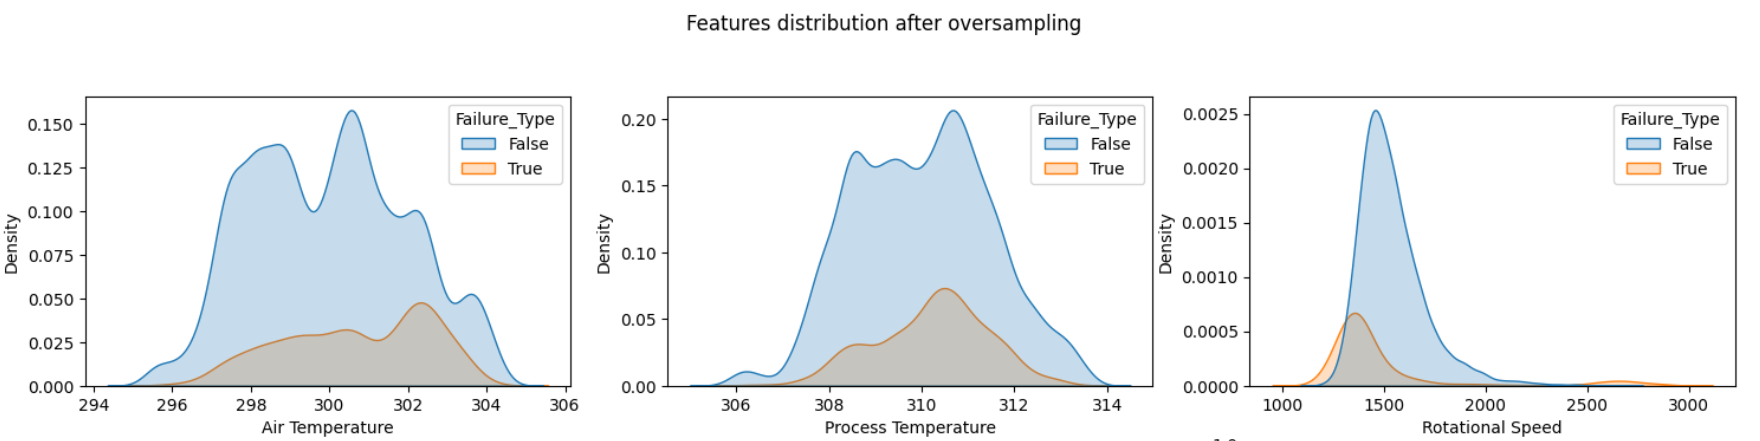 Features distribution after oversampling
Density
0.150
0.125
0.100
0.075
0.050
0.025
0.000
294 296 298 300 302 304 306
Air Temperature
Failure_Type
False
True
Density
0.20
0.15
0.10
0.05
0.00
306 308 310 312 314
Process Temperature
Failure_Type
False
True
Density
0.0025
0.0020
0.0015
0.0010
0.0005
0.0000
1000 1500 2000 2500 3000
Rotational Speed
Failure_Type
False
True